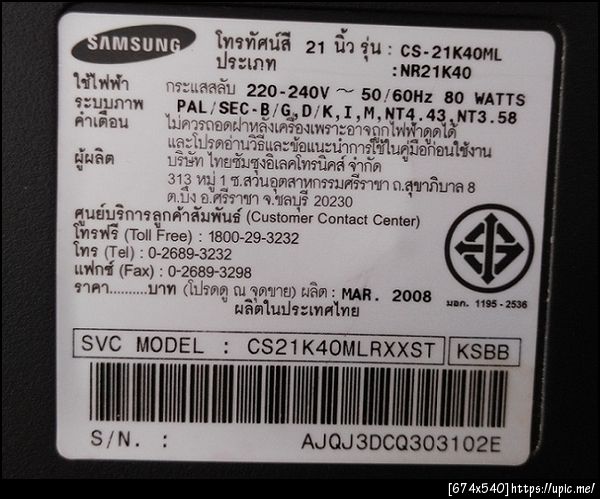 SAMSUNG
โทรทัศน์สี 21 นิ้ว รุ่น : CS-21K40ML
ประเภท :NR21K40
ใช้ไฟฟ้า กระแสสลับ 220-240V ~ 50/60Hz 80 WATTS
ระบบภาพ PAL/SEC-B/G,D/K,I,M,NT4.43,NT3.58
คำเตือน ไม่ควรถอดฝาหลังเครื่องเพราะอาจถูกไฟฟ้าดูดได้
และโปรดอ่านวิธีและข้อแนะนำการใช้ในคู่มือก่อนใช้งาน
ผู้ผลิต บริษัท ไทยซัมซุงอิเลคโทรนิคส์ จำกัด
313 หมู่ 1 ซ.สวนอุตสาหกรรมศรีราชา ถ.สุขาภิบาล 8
ต.บึง อ.ศรีราชา จ.ชลบุรี 20230
ศูนย์บริการลูกค้าสัมพันธ์ (Customer Contact Center)
โทรฟรี (Toll Free) : 1800-29-3232
โทร (Tel) : 0-2689-3232
แฟกซ์ (Fax) : 0-2689-3298
ราคา..........บาท (โปรดดู ณ จุดขาย) ผลิต : MAR. 2008
ผลิตในประเทศไทย
มอก. 1195-2536
SVC MODEL : CS21K40MLRXXST KSBB
S/N. : AJQJ3DCQ303102E
[674x540]https://upic.me/